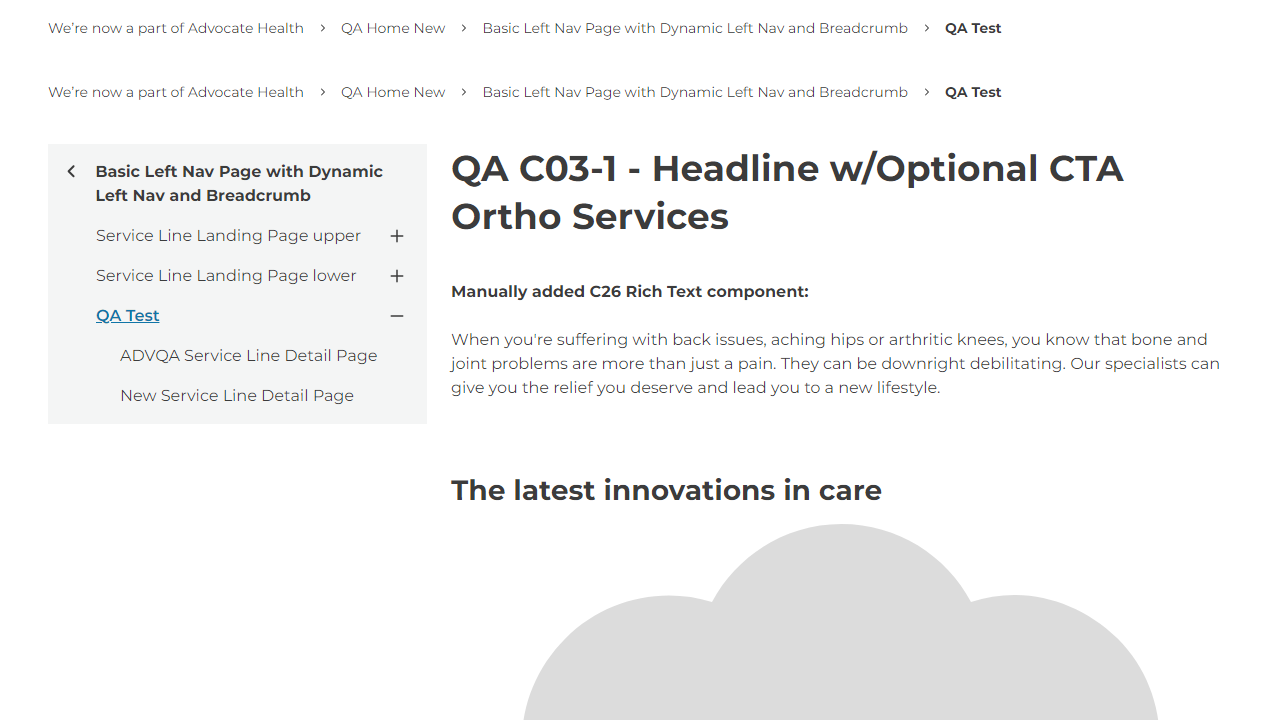 We’re now a part of Advocate Health > QA Home New > Basic Left Nav Page with Dynamic Left Nav and Breadcrumb > QA Test
We’re now a part of Advocate Health > QA Home New > Basic Left Nav Page with Dynamic Left Nav and Breadcrumb > QA Test
Basic Left Nav Page with Dynamic
Left Nav and Breadcrumb
Service Line Landing Page upper
Service Line Landing Page lower
QA Test
ADVQA Service Line Detail Page
New Service Line Detail Page
QA C03-1 - Headline w/Optional CTA
Ortho Services
Manually added C26 Rich Text component:
When you're suffering with back issues, aching hips or arthritic knees, you know that bone and
joint problems are more than just a pain. They can be downright debilitating. Our specialists can
give you the relief you deserve and lead you to a new lifestyle.
The latest innovations in care